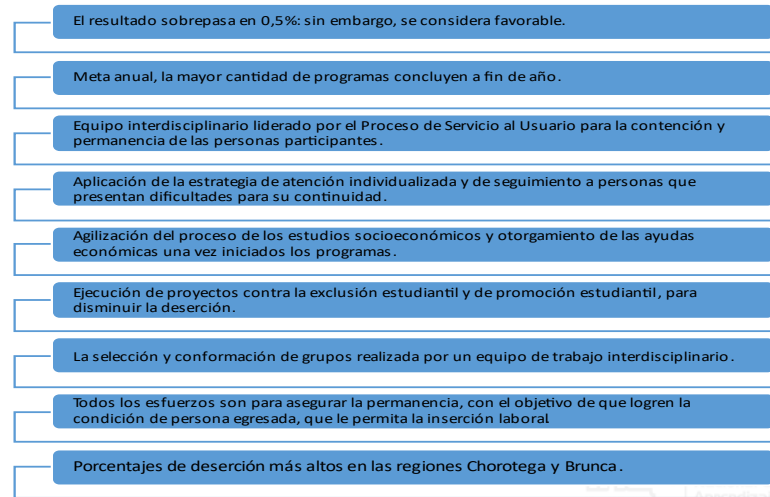 El resultado sobrepasa en 0,5%: sin embargo, se considera favorable.
Meta anual, la mayor cantidad de programas concluyen a fin de año.
Equipo interdisciplinario liderado por el Proceso de Servicio al Usuario para la contención y
permanencia de las personas participantes.
Aplicación de la estrategia de atención individualizada y de seguimiento a personas que
presentan dificultades para su continuidad.
Agilización del proceso de los estudios socioeconómicos y otorgamiento de las ayudas
económicas una vez iniciados los programas.
Ejecución de proyectos contra la exclusión estudiantil y de promoción estudiantil, para
disminuir la deserción.
La selección y conformación de grupos realizada por un equipo de trabajo interdisciplinario.
Todos los esfuerzos son para asegurar la permanencia, con el objetivo de que logren la
condición de persona egresada, que le permita la inserción laboral.
Porcentajes de deserción más altos en las regiones Chorotega y Brunca.